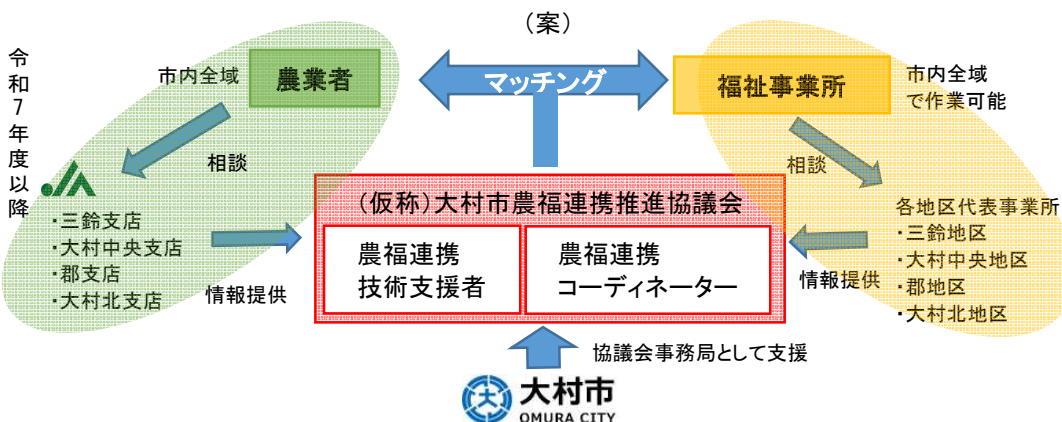 (案)
令和7年度以降
市内全域
農業者
マッチング
福祉事業所
市内全域
で作業可能
相談
相談
JA
・三鈴支店
・大村中央支店
・郡支店
・大村北支店
情報提供
(仮称)大村市農福連携推進協議会
農福連携
技術支援者
農福連携
コーディネーター
各地区代表事業所
・三鈴地区
・大村中央地区
・郡地区
・大村北地区
情報提供
協議会事務局として支援
大村市
OMURA CITY